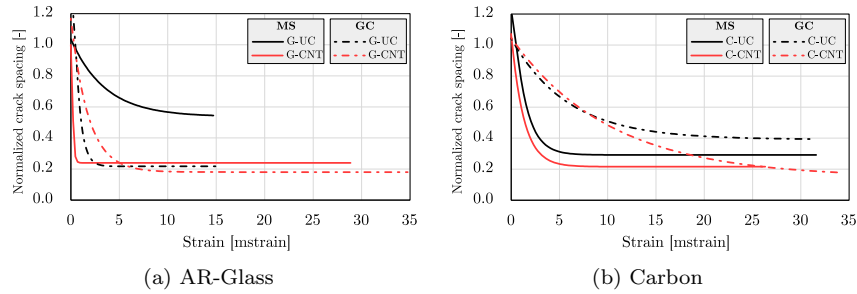 1.2
1.0
0.8
0.6
0.4
0.2
0.0
Normalized crack spacing [-]
MS GC
G-UC G-UC
G-CNT G-CNT
0 5 10 15 20 25 30 35
Strain [mstrain]
(a) AR-Glass
1.2
1.0
0.8
0.6
0.4
0.2
0.0
Normalized crack spacing [-]
MS GC
C-UC C-UC
C-CNT C-CNT
0 5 10 15 20 25 30 35
Strain [mstrain]
(b) Carbon